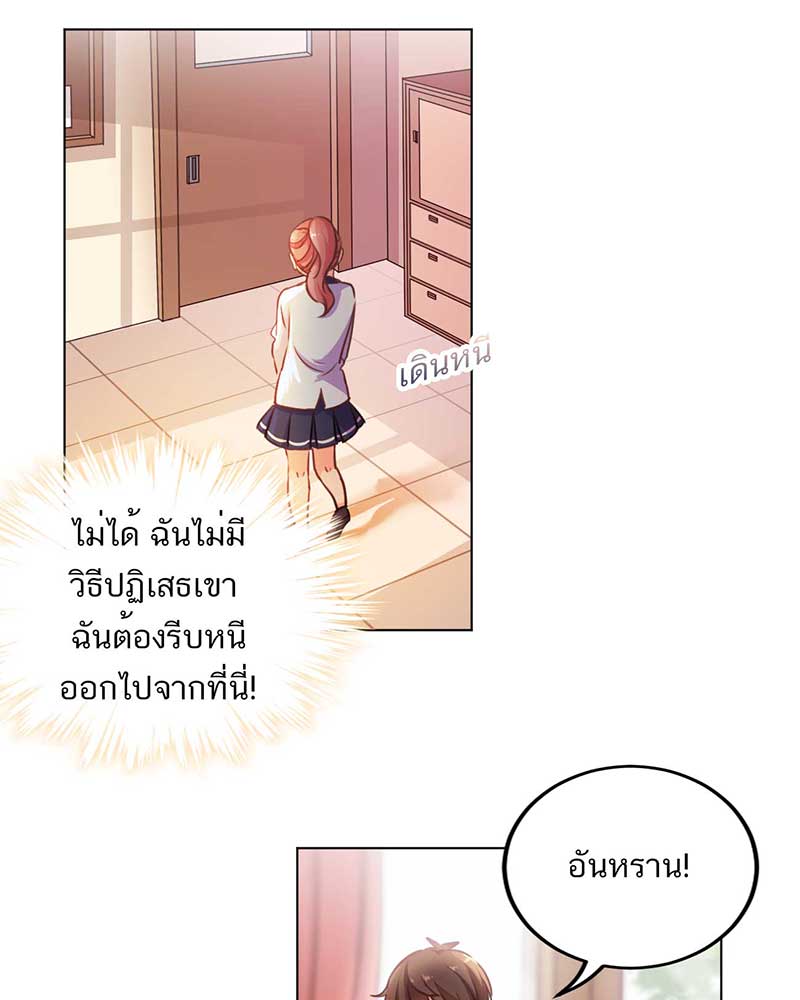 เดินหนี
ไม่ได้ ฉันไม่มี
วิธีปฏิเสธเขา
ฉันต้องรีบหนี
ออกไปจากที่นี่!
อันหราน!